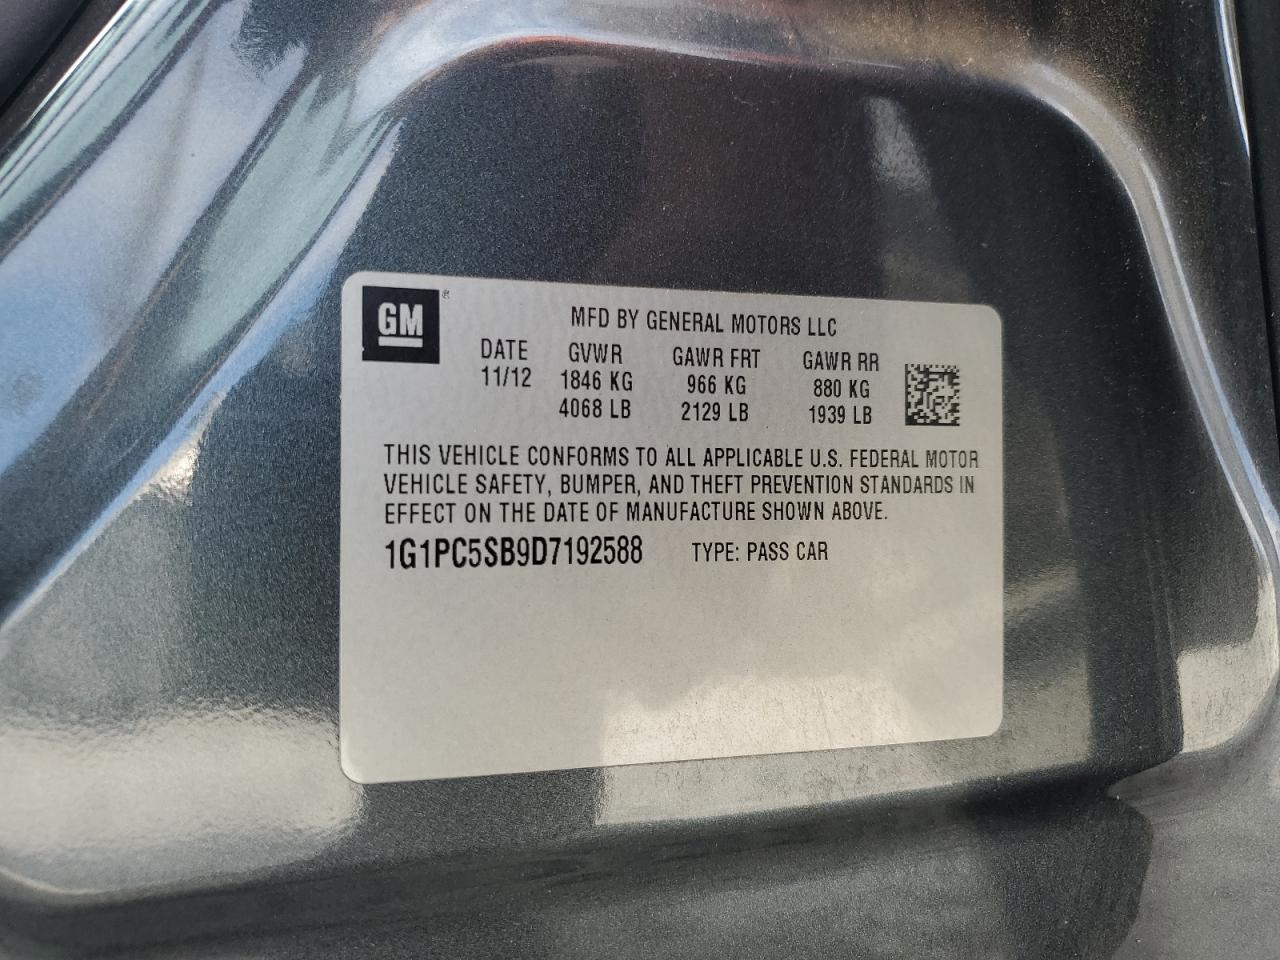 GM ®
MFD BY GENERAL MOTORS LLC
DATE GVWR GAWR FRT GAWR RR
11/12 1846 KG 966 KG 880 KG
4068 LB 2129 LB 1939 LB
THIS VEHICLE CONFORMS TO ALL APPLICABLE U.S. FEDERAL MOTOR
VEHICLE SAFETY, BUMPER, AND THEFT PREVENTION STANDARDS IN
EFFECT ON THE DATE OF MANUFACTURE SHOWN ABOVE.
1G1PC5SB9D7192588 TYPE: PASS CAR